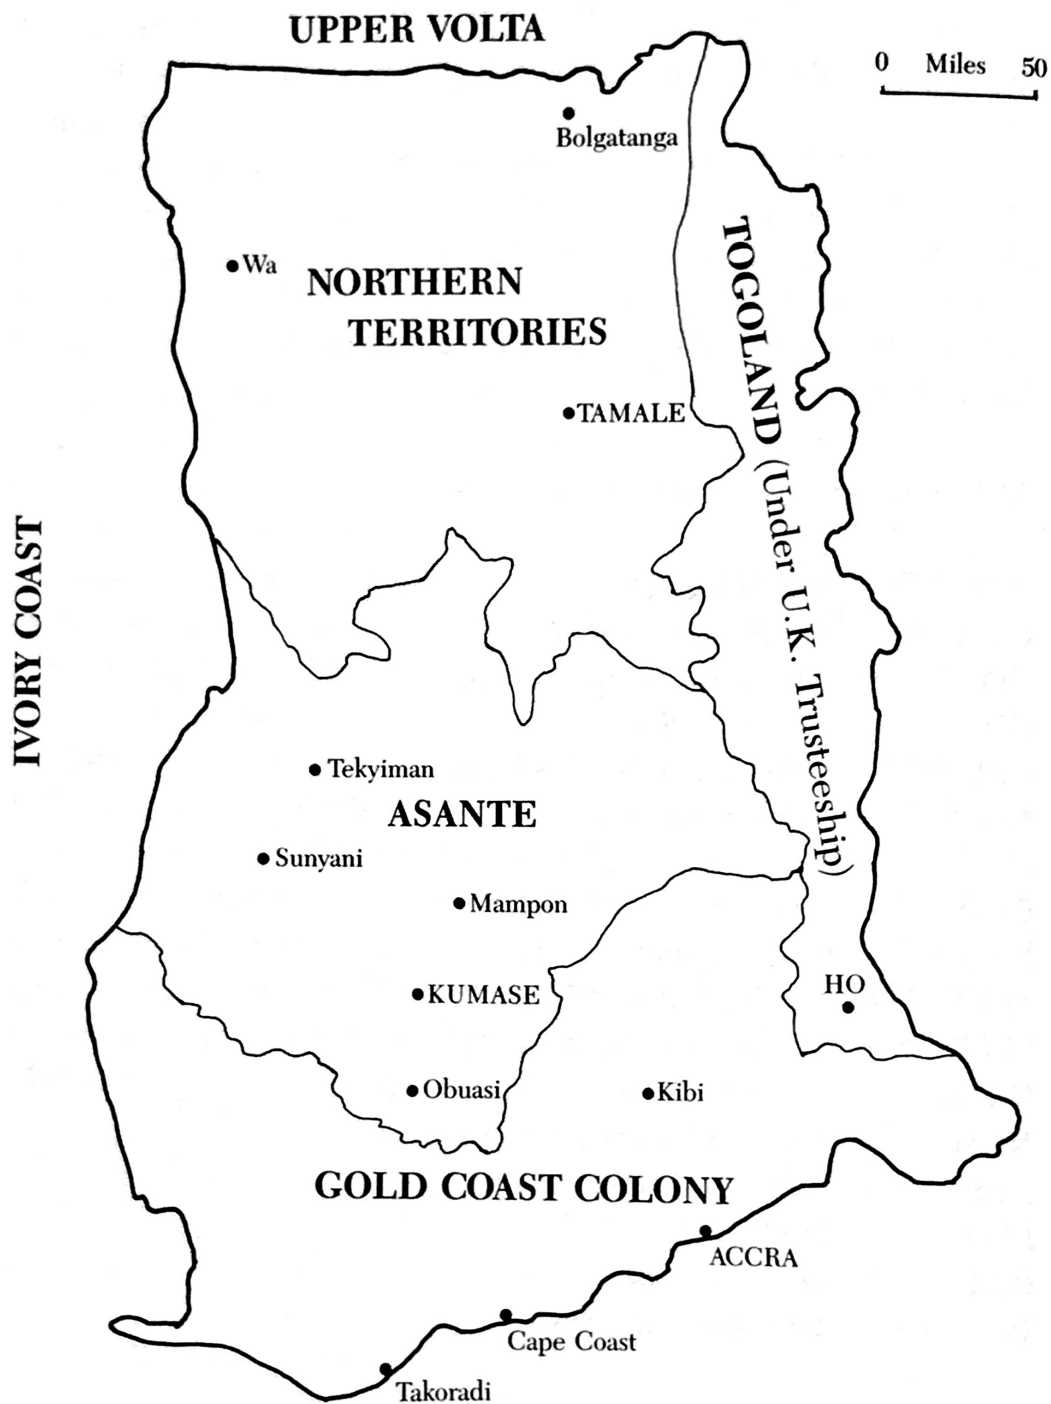 UPPER VOLTA
0 Miles 50
Bolgatanga
Wa
NORTHERN
TERRITORIES
TOGOLAND (Under U.K. Trusteeship)
TAMALE
IVORY COAST
Tekyiman
ASANTE
Sunyani
Mampon
HO
KUMASE
Obuasi
Kibi
GOLD COAST COLONY
ACCRA
Cape Coast
Takoradi